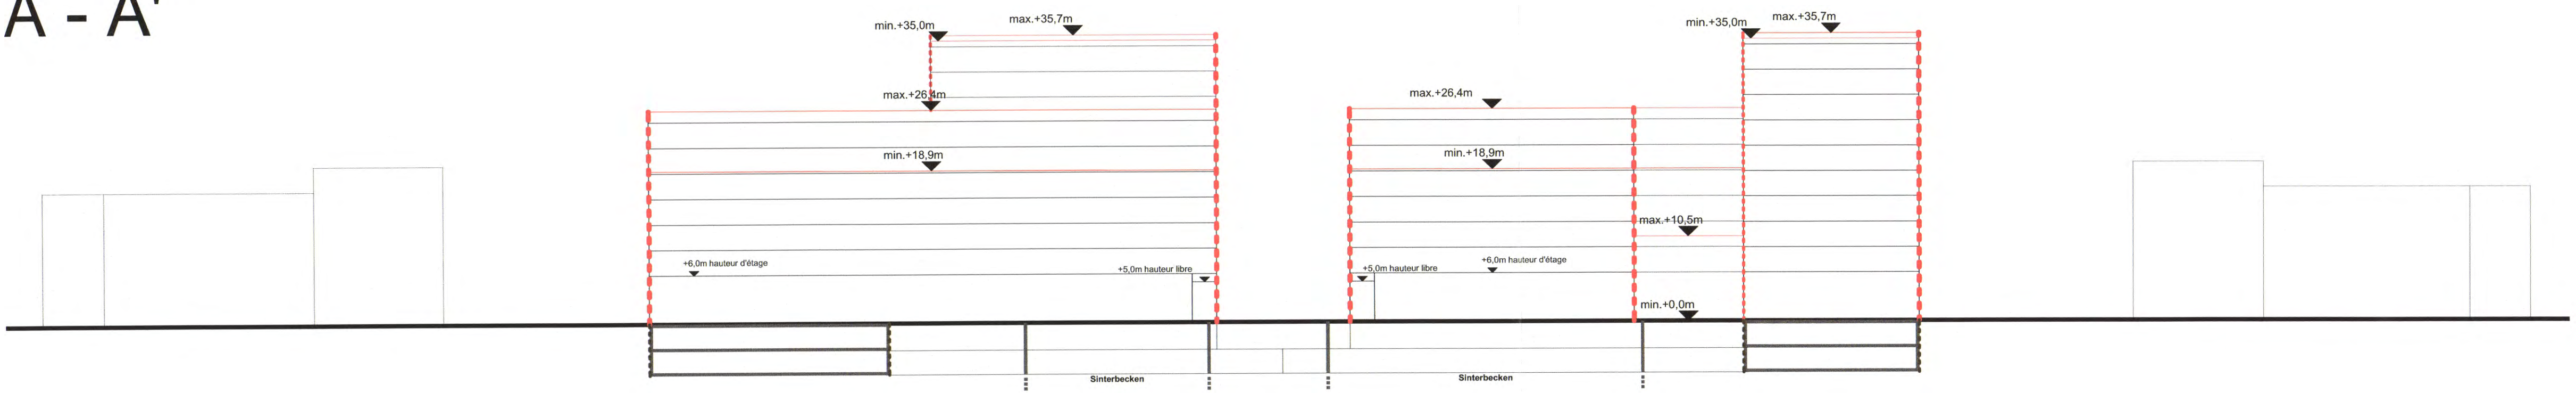 A - A'
min.+35,0m
max.+35,7m
max.+26,4m
min.+18,9m
+6,0m hauteur d'étage
+5,0m hauteur libre
min.+35,0m
max.+35,7m
max.+26,4m
min.+18,9m
max.+10,5m
+5,0m hauteur libre
+6,0m hauteur d'étage
min.+0,0m
Sinterbecken
Sinterbecken